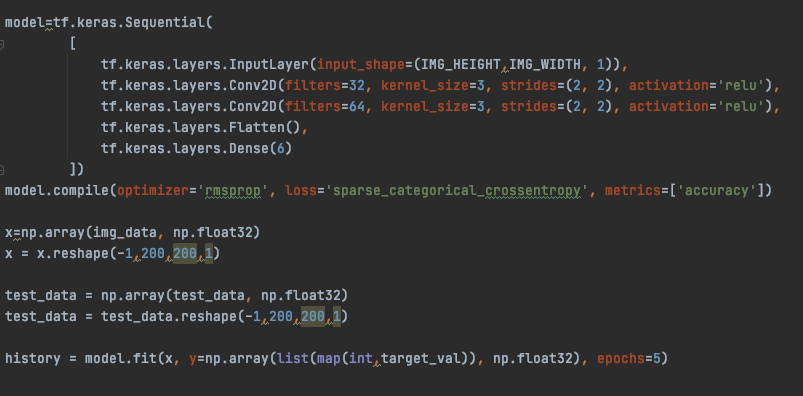 model=tf.keras.Sequential(
[
tf.keras.layers.InputLayer(input_shape=(IMG_HEIGHT,IMG_WIDTH, 1)),
tf.keras.layers.Conv2D(filters=32, kernel_size=3, strides=(2, 2), activation='relu'),
tf.keras.layers.Conv2D(filters=64, kernel_size=3, strides=(2, 2), activation='relu'),
tf.keras.layers.Flatten(),
tf.keras.layers.Dense(6)
])
model.compile(optimizer='rmsprop', loss='sparse_categorical_crossentropy', metrics=['accuracy'])
x=np.array(img_data, np.float32)
x = x.reshape(-1,200,200,1)
test_data = np.array(test_data, np.float32)
test_data = test_data.reshape(-1,200,200,1)
history = model.fit(x, y=np.array(list(map(int,target_val)), np.float32), epochs=5)